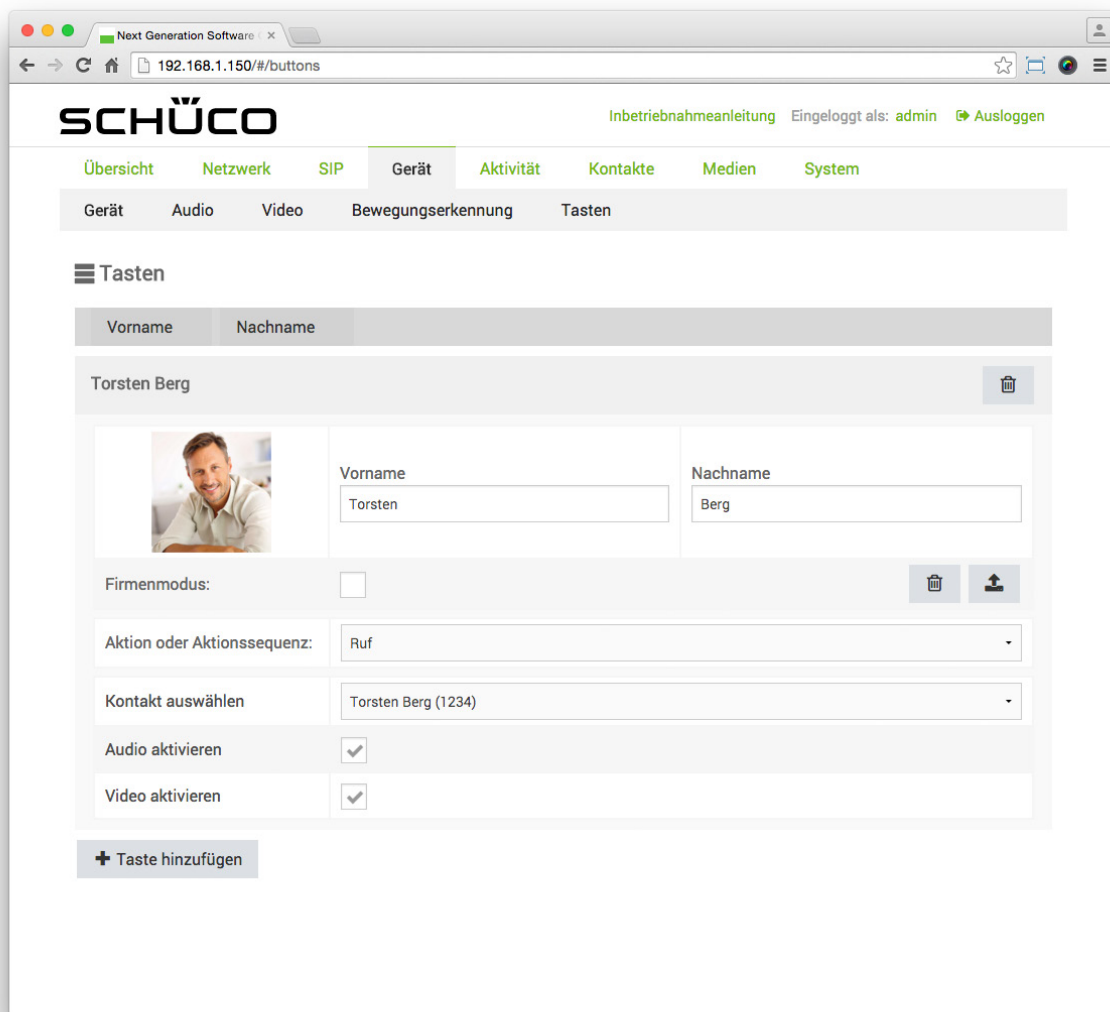 Next Generation Software
192.168.1.150/#/buttons
SCHÜCO
Inbetriebnahmeanleitung Eingeloggt als: admin Ausloggen
Übersicht Netzwerk SIP Gerät Aktivität Kontakte Medien System
Gerät Audio Video Bewegungserkennung Tasten
Tasten
Vorname Nachname
Torsten Berg
Vorname Nachname
Torsten Berg
Firmenmodus:
Aktion oder Aktionssequenz: Ruf
Kontakt auswählen Torsten Berg (1234)
Audio aktivieren
Video aktivieren
+ Taste hinzufügen